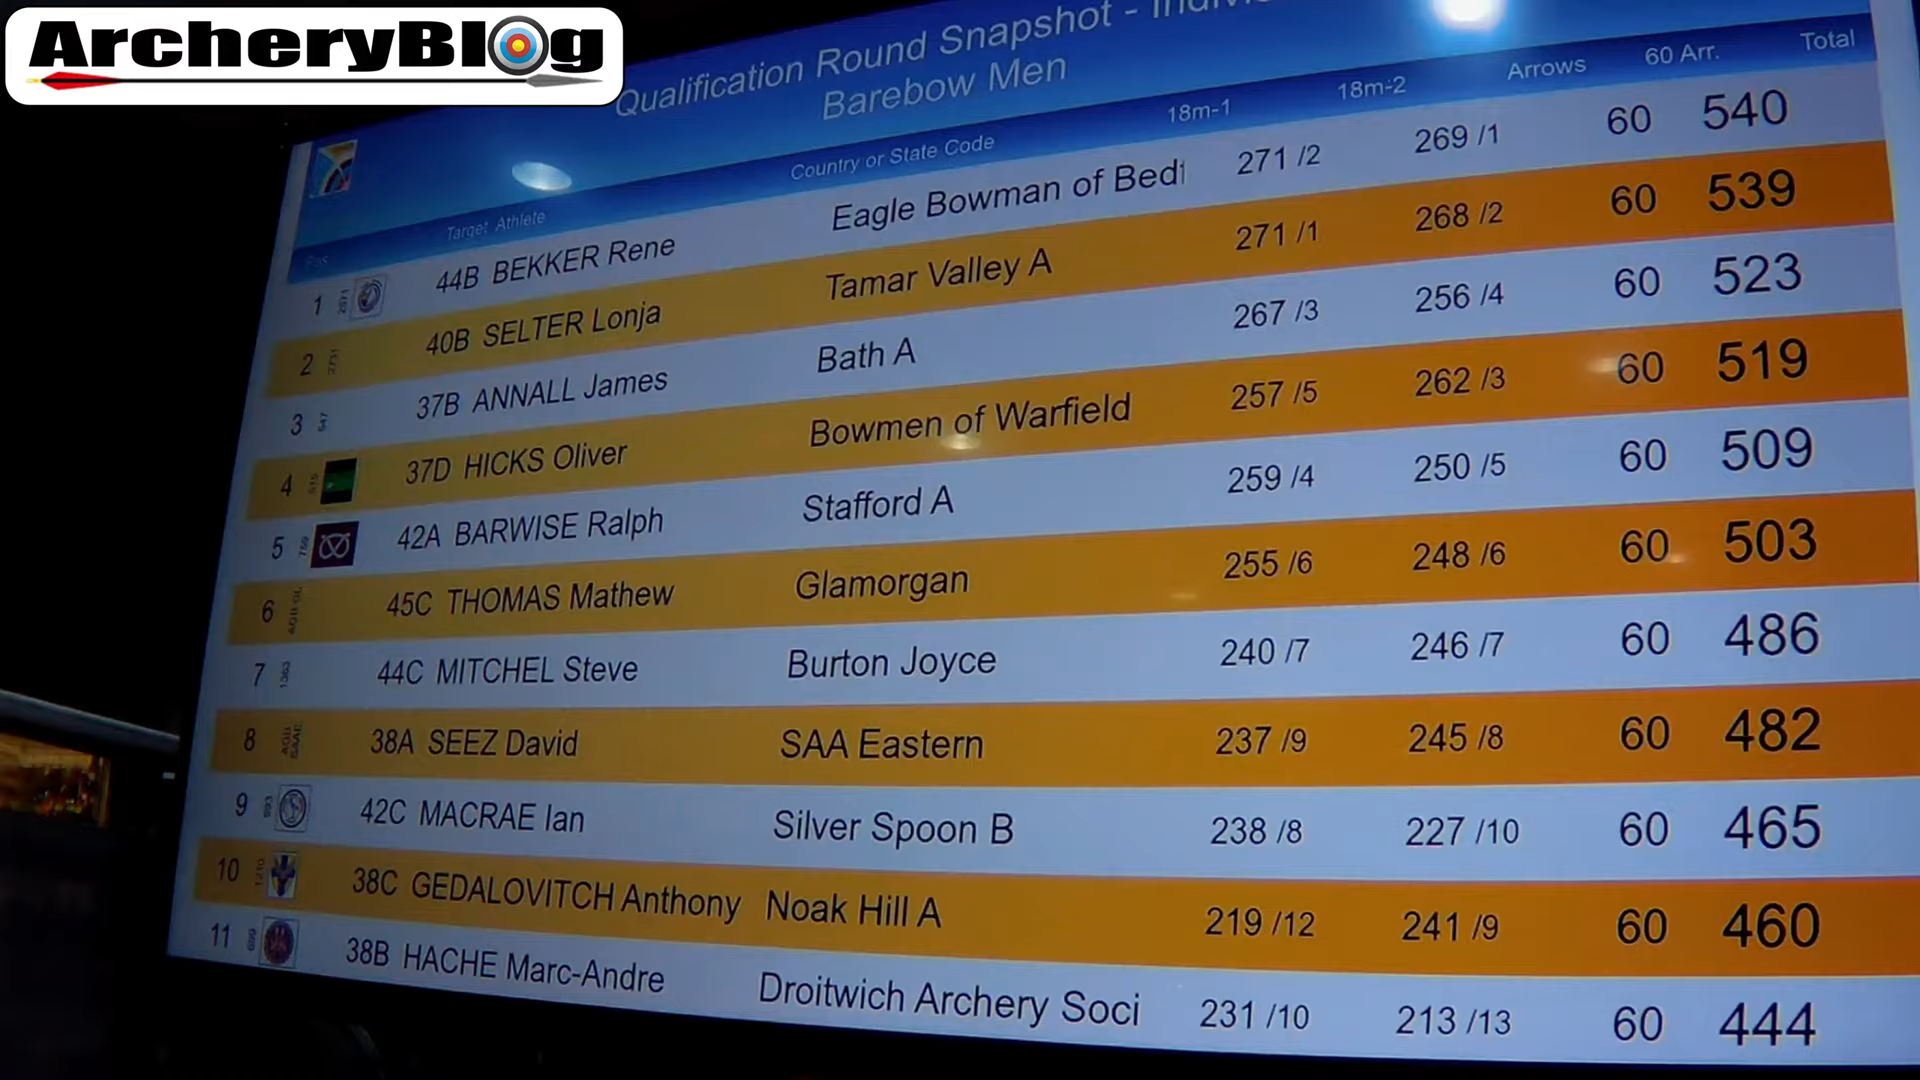 ArcheryBlog
Qualification Round Snapshot -
Barebow Men
Pos. Target Athlete Country or State Code 18m-1 18m-2 Arrows 60 Arr. Total
1 44B BEKKER Rene Eagle Bowman of Bedf 271 /2 269 /1 60 540
2 40B SELTER Lonja Tamar Valley A 271 /1 268 /2 60 539
3 37B ANNALL James Bath A 267 /3 256 /4 60 523
4 37D HICKS Oliver Bowmen of Warfield 257 /5 262 /3 60 519
5 42A BARWISE Ralph Stafford A 259 /4 250 /5 60 509
6 45C THOMAS Mathew Glamorgan 255 /6 248 /6 60 503
7 44C MITCHEL Steve Burton Joyce 240 /7 246 /7 60 486
8 38A SEEZ David SAA Eastern 237 /9 245 /8 60 482
9 42C MACRAE Ian Silver Spoon B 238 /8 227 /10 60 465
10 38C GEDALOVITCH Anthony Noak Hill A 219 /12 241 /9 60 460
11 38B HACHE Marc-Andre Droitwich Archery Soci 231 /10 213 /13 60 444